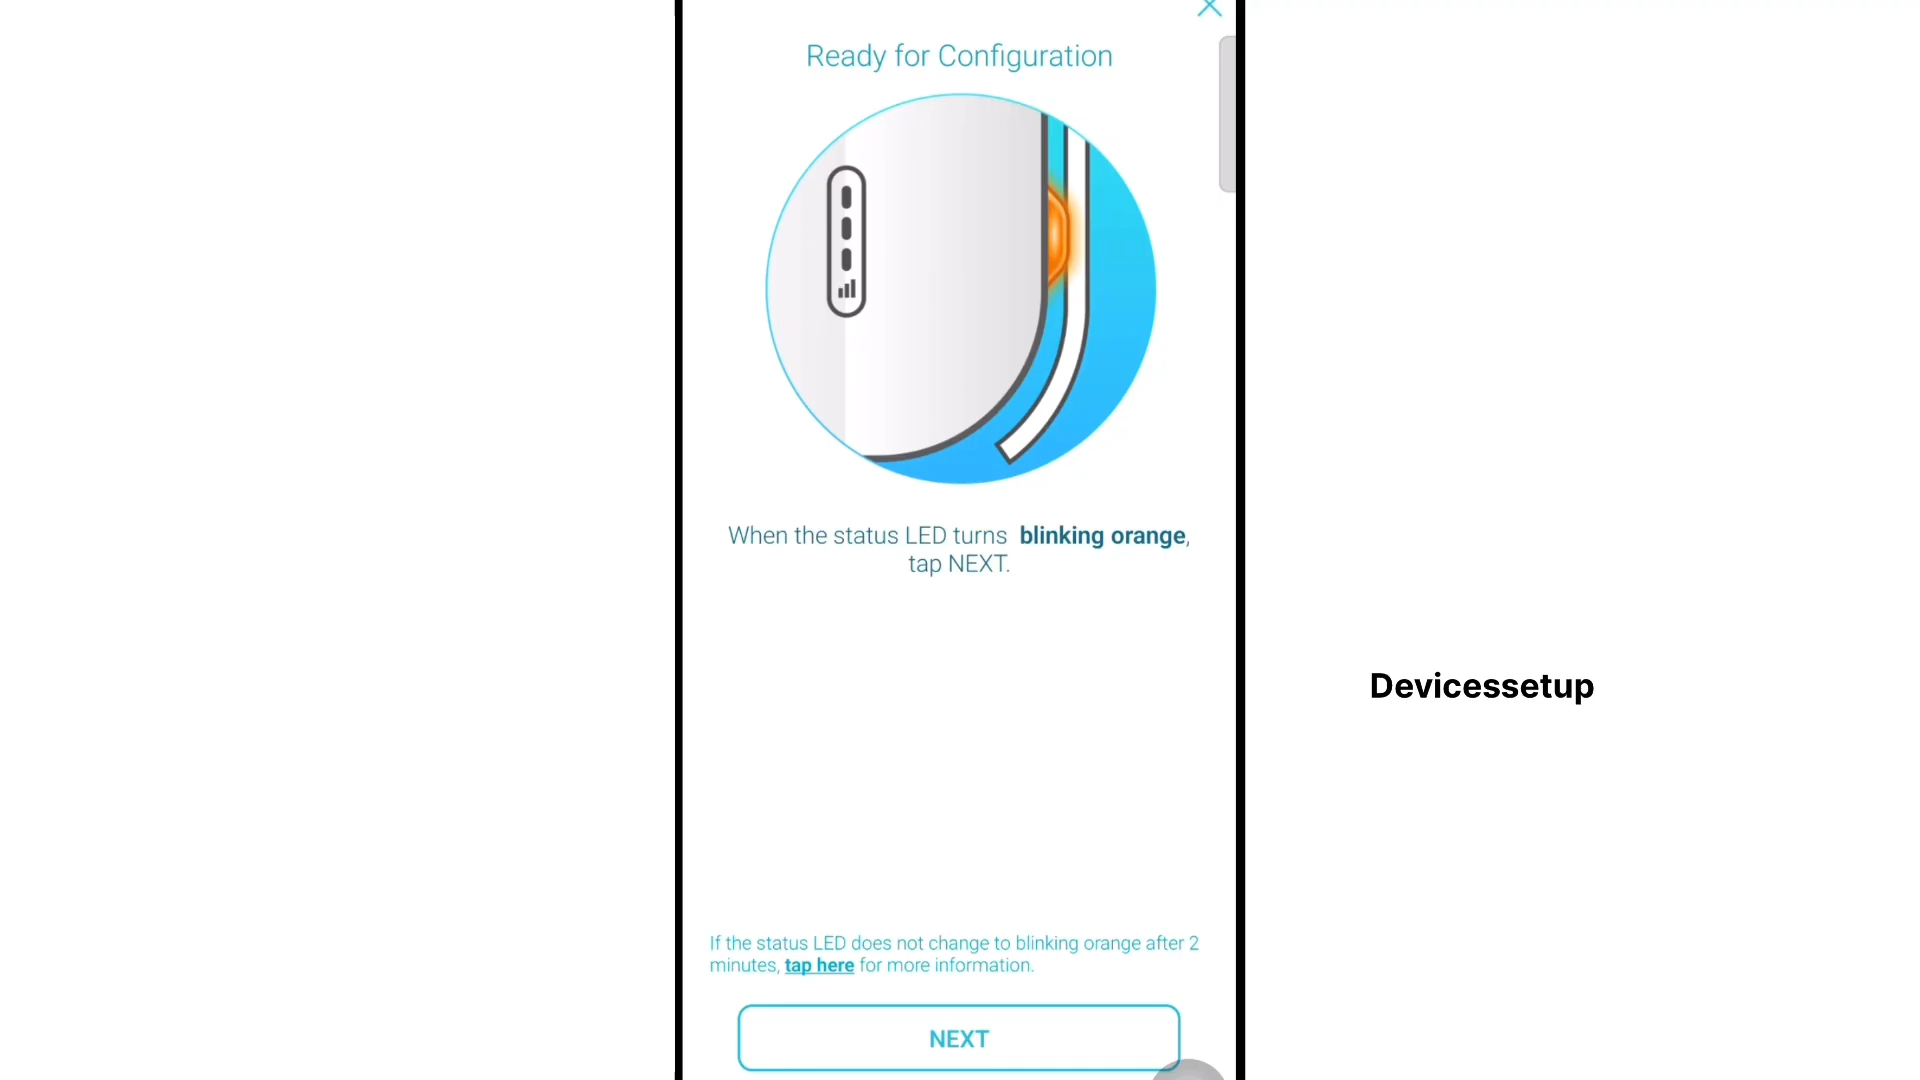 Ready for Configuration
When the status LED turns blinking orange,
tap NEXT.
Devicessetup
If the status LED does not change to blinking orange after 2
minutes, tap here for more information.
NEXT